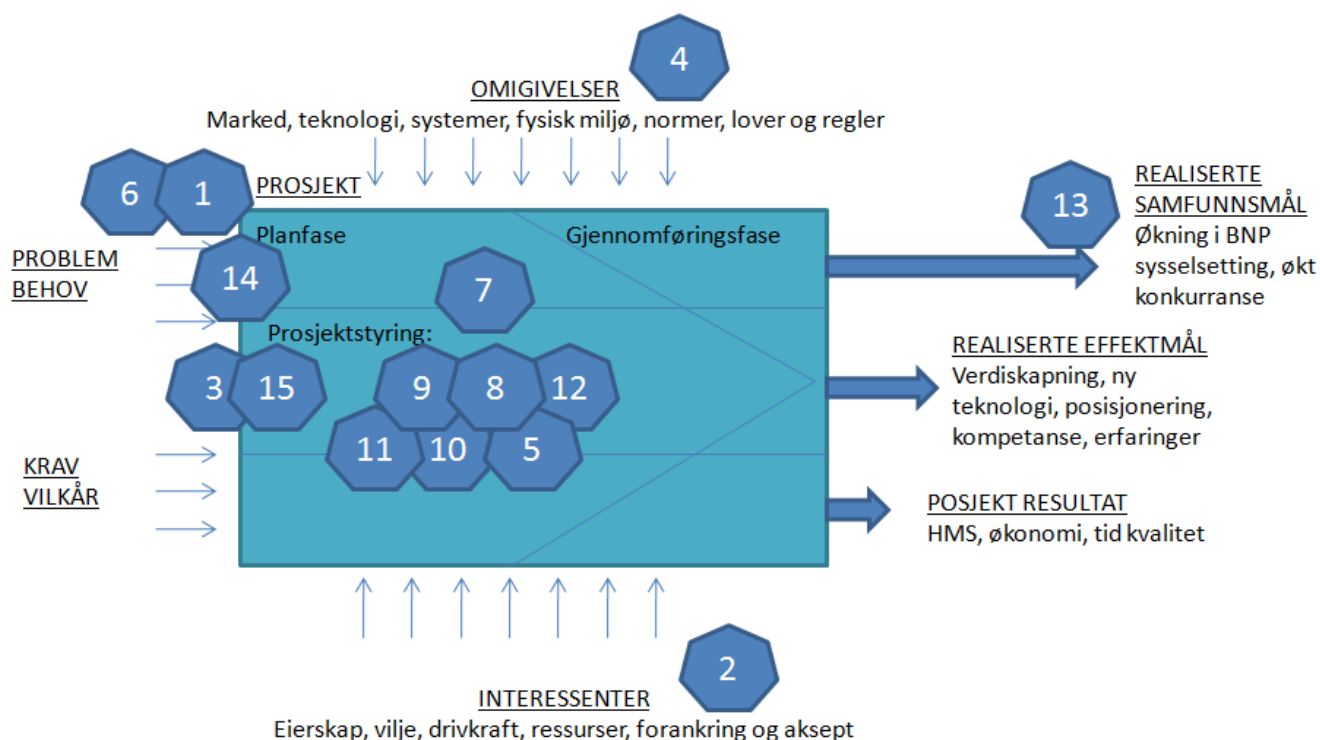 4
OMIGIVELSER
Marked, teknologi, systemer, fysisk miljø, normer, lover og regler
6
1
PROSJEKT
13
REALISERTE
SAMFUNNSMÅL
Økning i BNP
sysselsetting, økt
konkurranse
Planfase
Gjennomføringsfase
PROBLEM
BEHOV
14
7
Prosjektstyring:
REALISERTE EFFEKTMÅL
Verdiskapning, ny
teknologi, posisjonering,
kompetanse, erfaringer
3
15
9
8
12
11
10
5
KRAV
VILKÅR
POSJEKT RESULTAT
HMS, økonomi, tid kvalitet
2
INTERESSENTER
Eierskap, vilje, drivkraft, ressurser, forankring og aksept